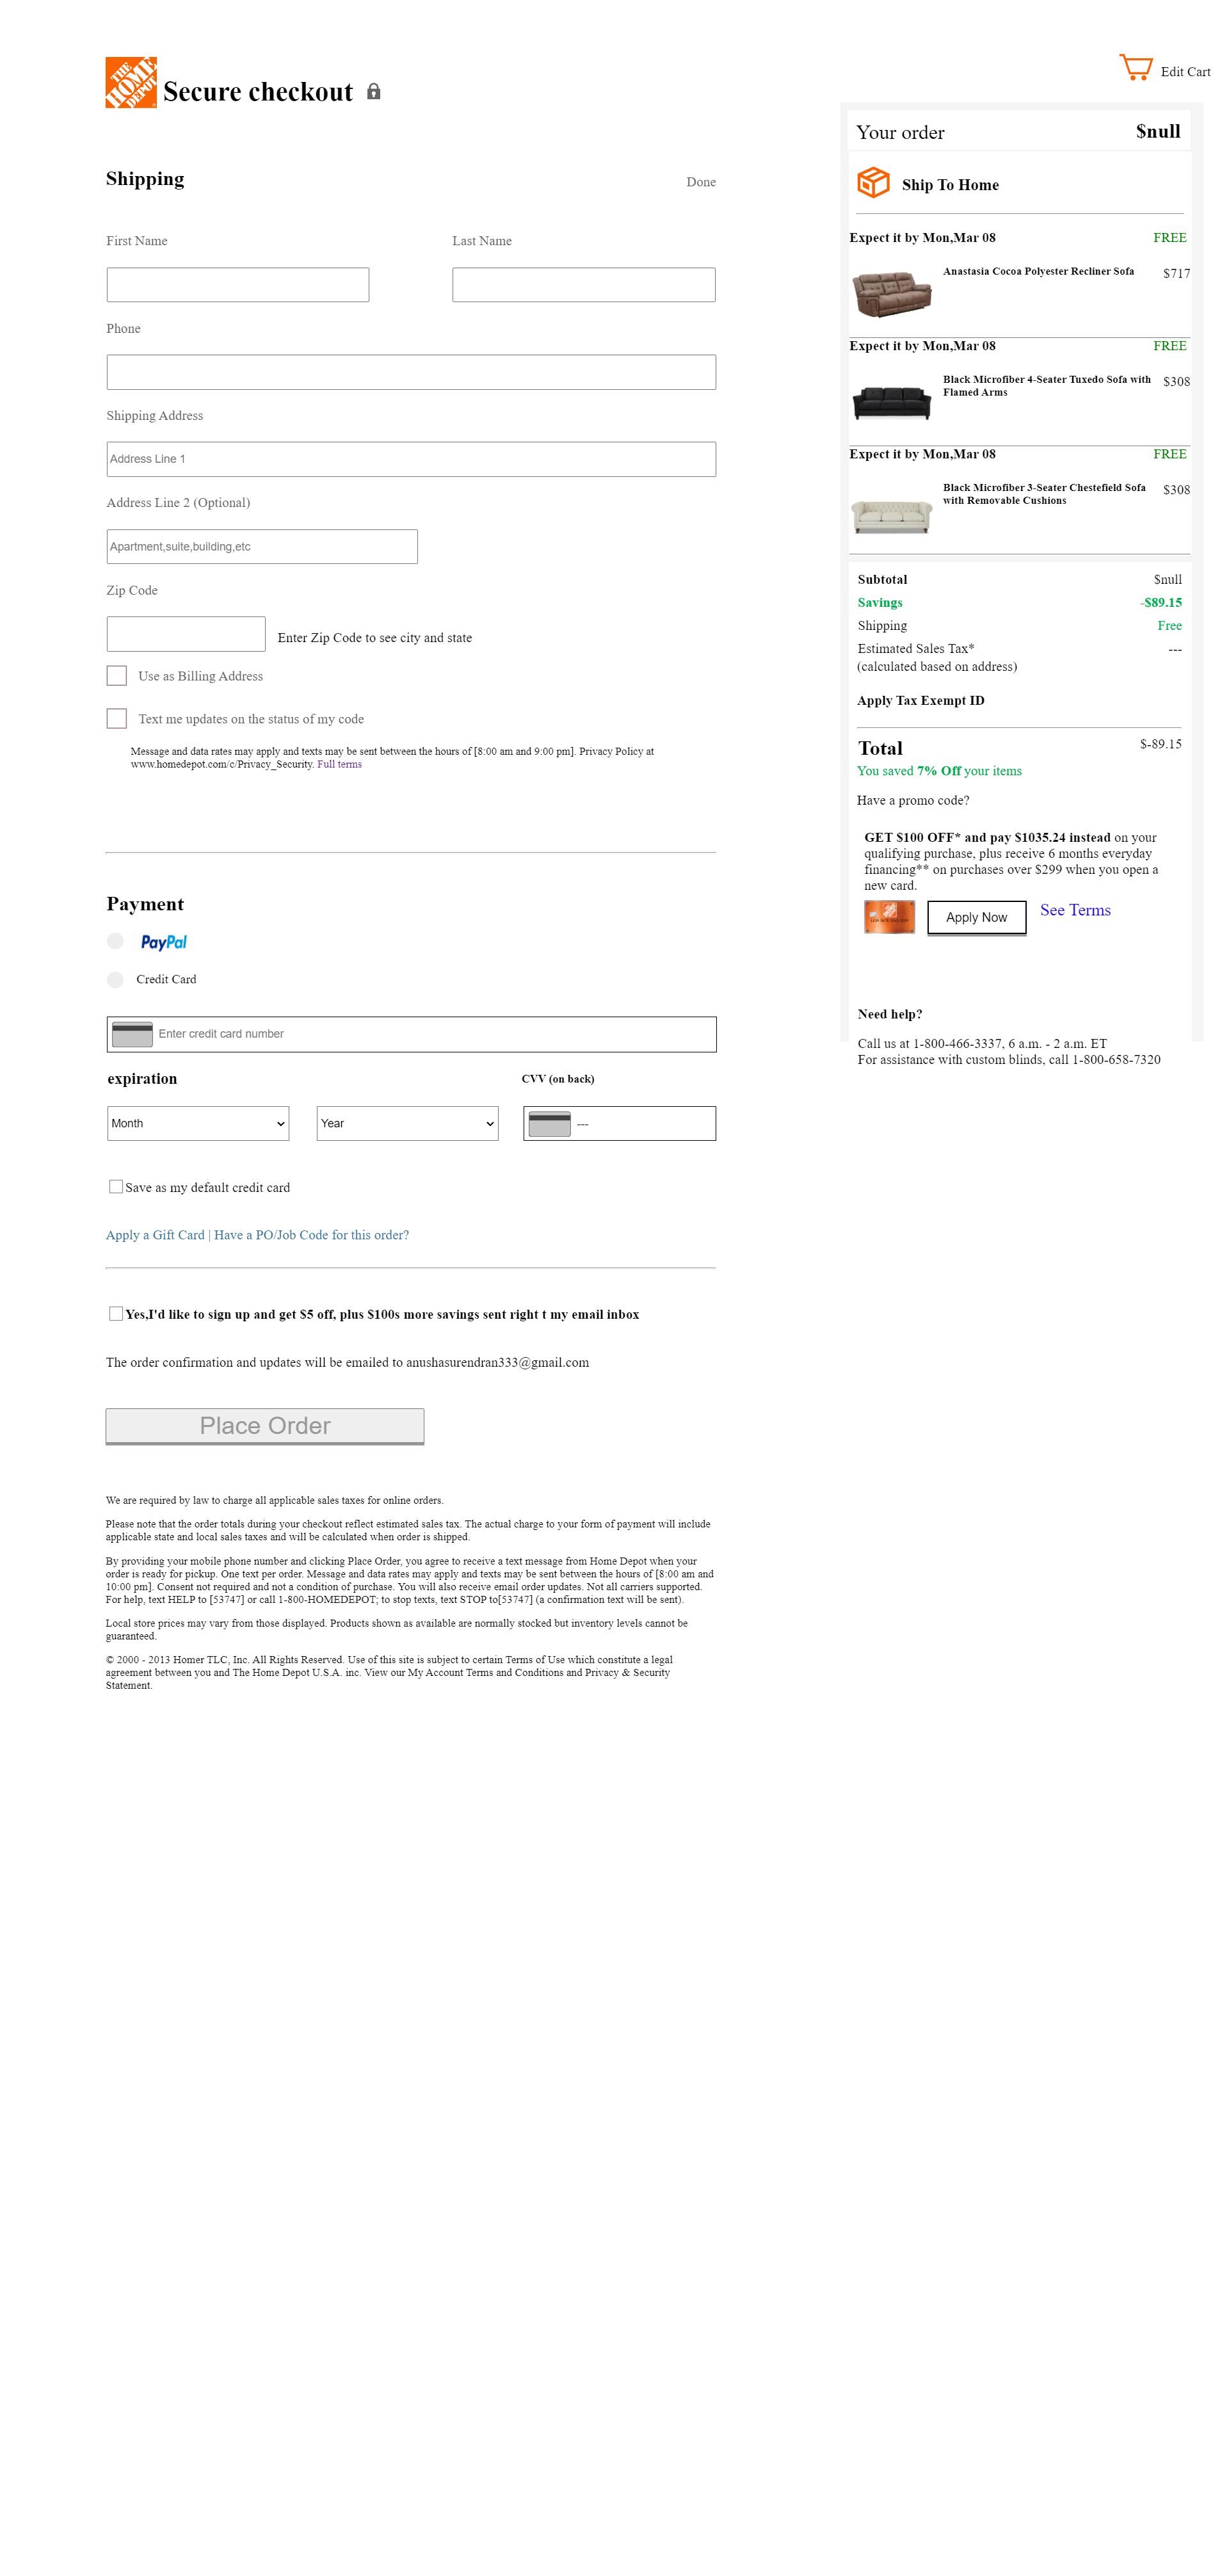 THE HOME DEPOT
Secure checkout
Edit Cart
Shipping
Done
First Name
Last Name
Phone
Shipping Address
Address Line 1
Address Line 2 (Optional)
Apartment,suite,building,etc
Zip Code
Enter Zip Code to see city and state
Use as Billing Address
Text me updates on the status of my code
Message and data rates may apply and texts may be sent between the hours of [8:00 am and 9:00 pm]. Privacy Policy at
www.homedepot.com/c/Privacy_Security. Full terms
Payment
PayPal
Credit Card
Enter credit card number
expiration
CVV (on back)
Month
Year
---
Save as my default credit card
Apply a Gift Card | Have a PO/Job Code for this order?
Yes,I'd like to sign up and get $5 off, plus $100s more savings sent right t my email inbox
The order confirmation and updates will be emailed to anushasurendran333@gmail.com
Place Order
We are required by law to charge all applicable sales taxes for online orders.
Please note that the order totals during your checkout reflect estimated sales tax. The actual charge to your form of payment will include
applicable state and local sales taxes and will be calculated when order is shipped.
By providing your mobile phone number and clicking Place Order, you agree to receive a text message from Home Depot when your
order is ready for pickup. One text per order. Message and data rates may apply and texts may be sent between the hours of [8:00 am and
10:00 pm]. Consent not required and not a condition of purchase. You will also receive email order updates. Not all carriers supported.
For help, text HELP to [53747] or call 1-800-HOMEDEPOT; to stop texts, text STOP to[53747] (a confirmation text will be sent).
Local store prices may vary from those displayed. Products shown as available are normally stocked but inventory levels cannot be
guaranteed.
© 2000 - 2013 Homer TLC, Inc. All Rights Reserved. Use of this site is subject to certain Terms of Use which constitute a legal
agreement between you and The Home Depot U.S.A. inc. View our My Account Terms and Conditions and Privacy & Security
Statement.
Your order $null
Ship To Home
Expect it by Mon,Mar 08 FREE
Anastasia Cocoa Polyester Recliner Sofa $717
Expect it by Mon,Mar 08 FREE
Black Microfiber 4-Seater Tuxedo Sofa with $308
Flamed Arms
Expect it by Mon,Mar 08 FREE
Black Microfiber 3-Seater Chestefield Sofa $308
with Removable Cushions
Subtotal $null
Savings -$89.15
Shipping Free
Estimated Sales Tax* ---
(calculated based on address)
Apply Tax Exempt ID
Total $-89.15
You saved 7% Off your items
Have a promo code?
GET $100 OFF* and pay $1035.24 instead on your
qualifying purchase, plus receive 6 months everyday
financing** on purchases over $299 when you open a
new card.
Apply Now
See Terms
Need help?
Call us at 1-800-466-3337, 6 a.m. - 2 a.m. ET
For assistance with custom blinds, call 1-800-658-7320